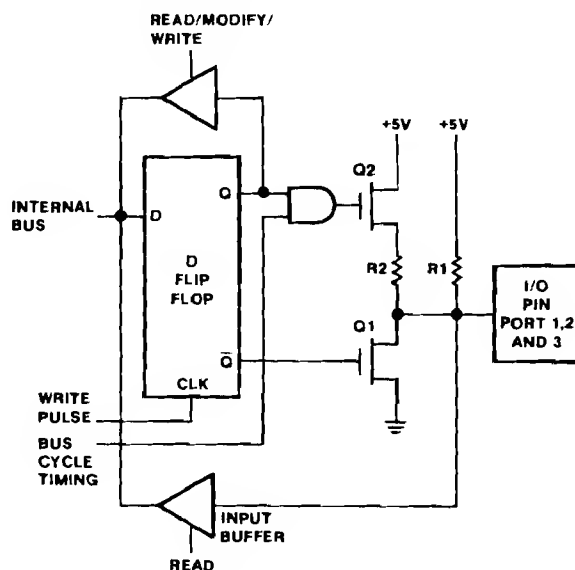 READ/MODIFY/
WRITE
+5V
+5V
Q2
Q
INTERNAL
BUS
D
D
FLIP
FLOP
R2
R1
I/O
PIN
PORT 1,2
AND 3
Q1
Q̅
CLK
WRITE
PULSE
BUS
CYCLE
TIMING
INPUT
BUFFER
READ